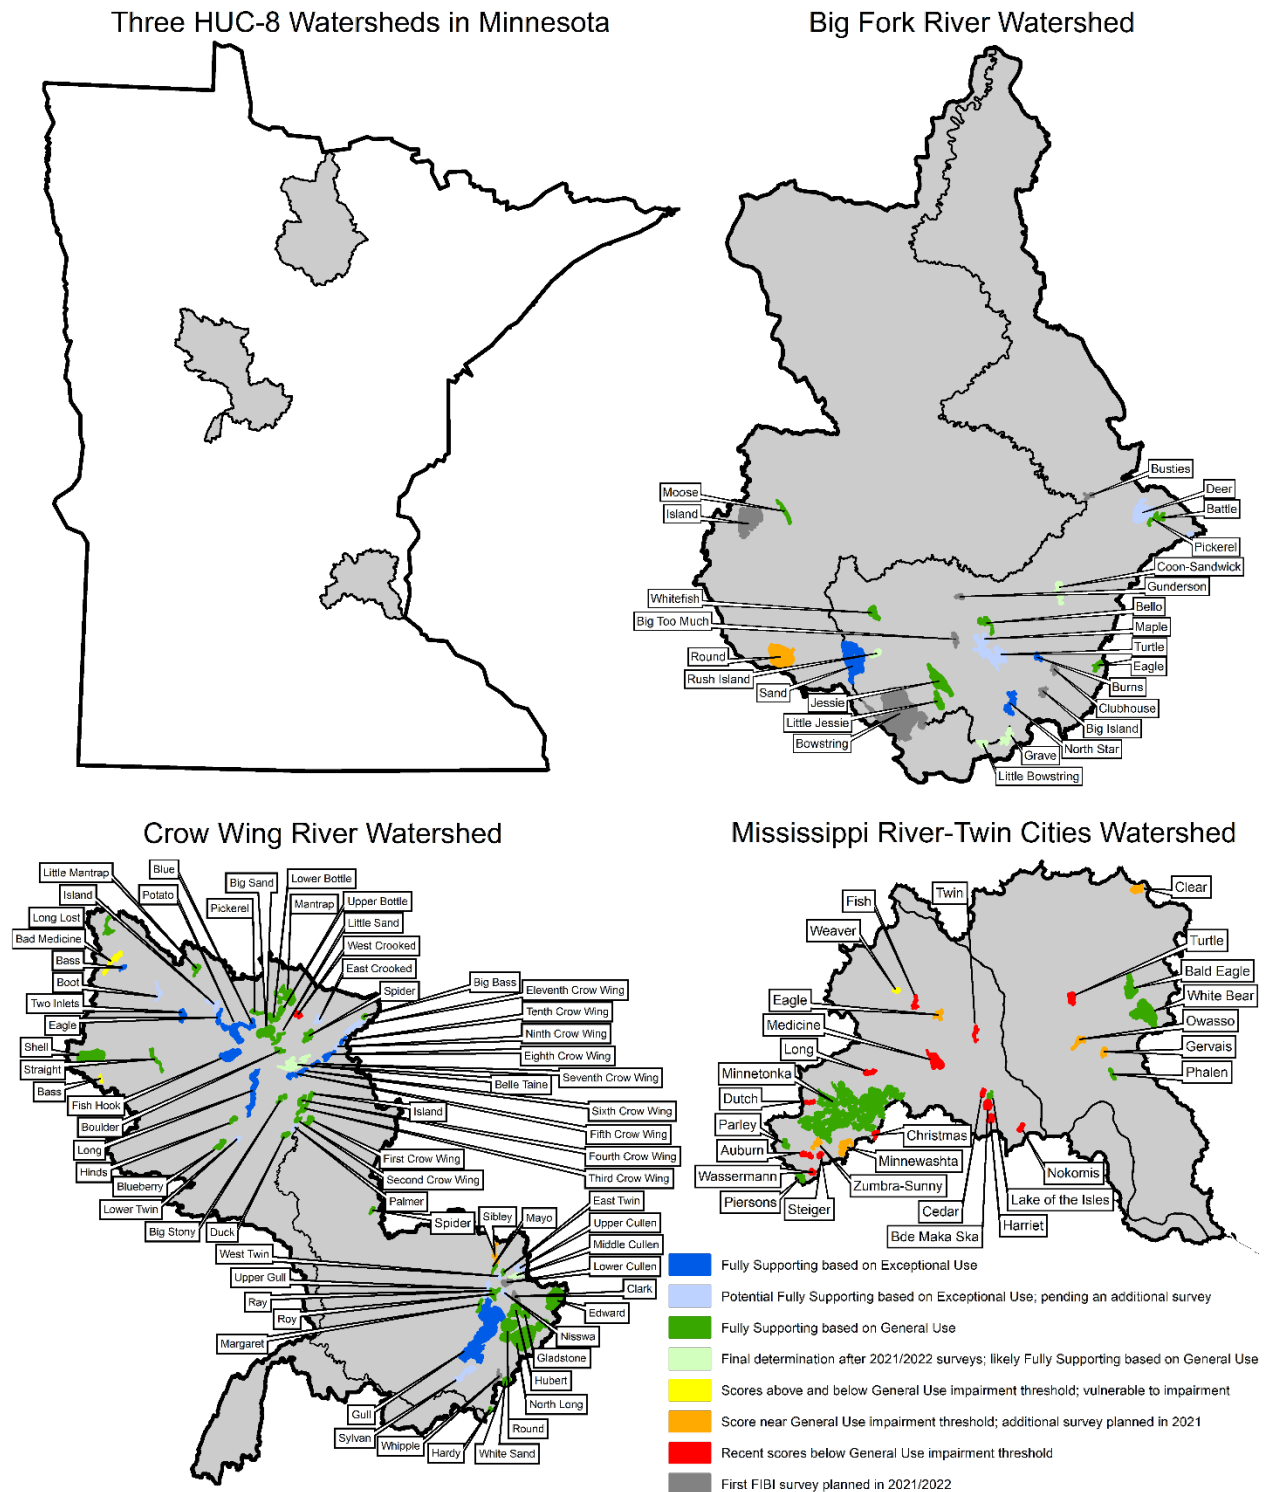 Three HUC-8 Watersheds in Minnesota
Big Fork River Watershed
Busties
Deer
Battle
Pickerel
Coon-Sandwick
Gunderson
Bello
Maple
Turtle
Eagle
Burns
Clubhouse
Big Island
North Star
Grave
Little Bowstring
Moose
Island
Whitefish
Big Too Much
Round
Rush Island
Sand
Jessie
Little Jessie
Bowstring
Crow Wing River Watershed
Little Mantrap
Blue
Island
Potato
Big Sand
Lower Bottle
Pickerel
Mantrap
Upper Bottle
Long Lost
Little Sand
Bad Medicine
West Crooked
Bass
East Crooked
Boot
Spider
Big Bass
Two Inlets
Eleventh Crow Wing
Eagle
Tenth Crow Wing
Shell
Ninth Crow Wing
Straight
Eighth Crow Wing
Bass
Seventh Crow Wing
Belle Taine
Fish Hook
Island
Sixth Crow Wing
Boulder
Fifth Crow Wing
Long
Fourth Crow Wing
Hinds
First Crow Wing
Third Crow Wing
Blueberry
Second Crow Wing
Lower Twin
Palmer
East Twin
Big Stony
Duck
Spider
Sibley
Mayo
Upper Cullen
West Twin
Middle Cullen
Upper Gull
Lower Cullen
Ray
Clark
Roy
Edward
Margaret
Nisswa
Gladstone
Hubert
North Long
Gull
Round
Sylvan
Whipple
Hardy
White Sand
Mississippi River-Twin Cities Watershed
Twin
Clear
Fish
Weaver
Turtle
Eagle
Bald Eagle
Medicine
White Bear
Long
Owasso
Minnetonka
Gervais
Dutch
Phalen
Parley
Christmas
Auburn
Minnewashta
Wassermann
Zumbra-Sunny
Nokomis
Piersons
Steiger
Cedar
Lake of the Isles
Bde Maka Ska
Harriet
Fully Supporting based on Exceptional Use
Potential Fully Supporting based on Exceptional Use; pending an additional survey
Fully Supporting based on General Use
Final determination after 2021/2022 surveys; likely Fully Supporting based on General Use
Scores above and below General Use impairment threshold; vulnerable to impairment
Score near General Use impairment threshold; additional survey planned in 2021
Recent scores below General Use impairment threshold
First FIBI survey planned in 2021/2022